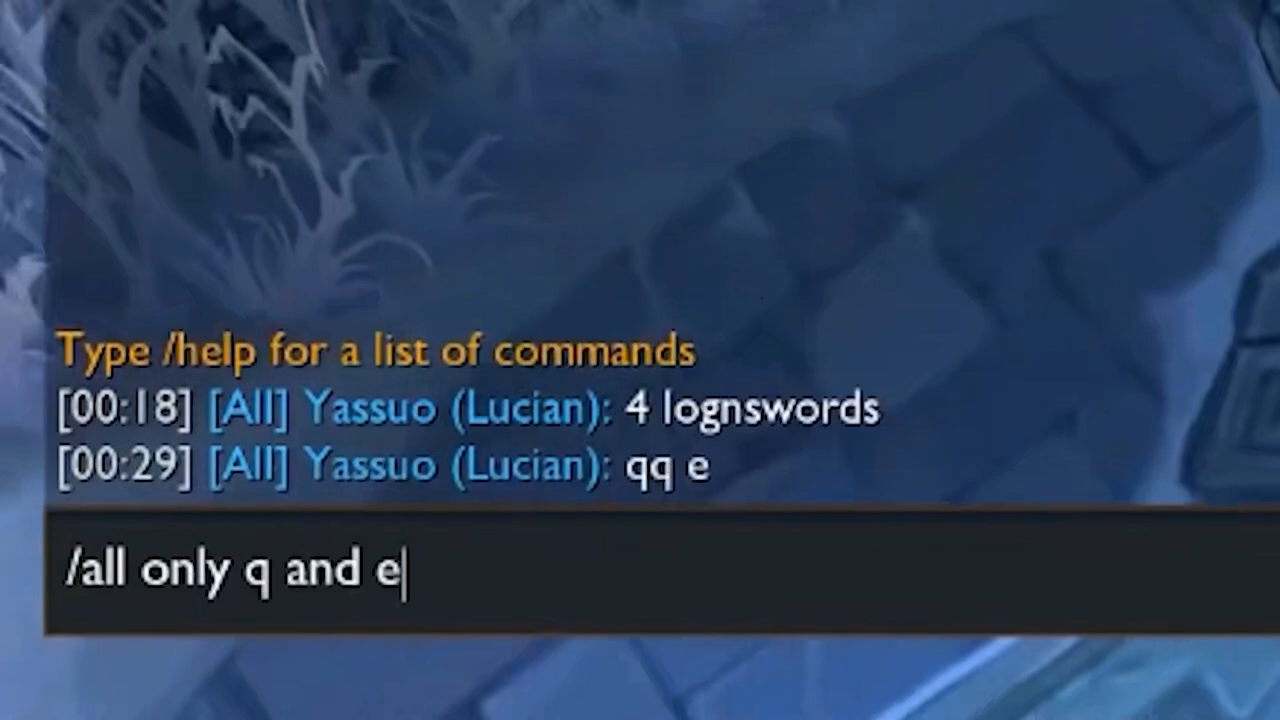 Type /help for a list of commands
[00:18] [All] Yassuo (Lucian): 4 lognswords
[00:29] [All] Yassuo (Lucian): qq e
/all only q and e